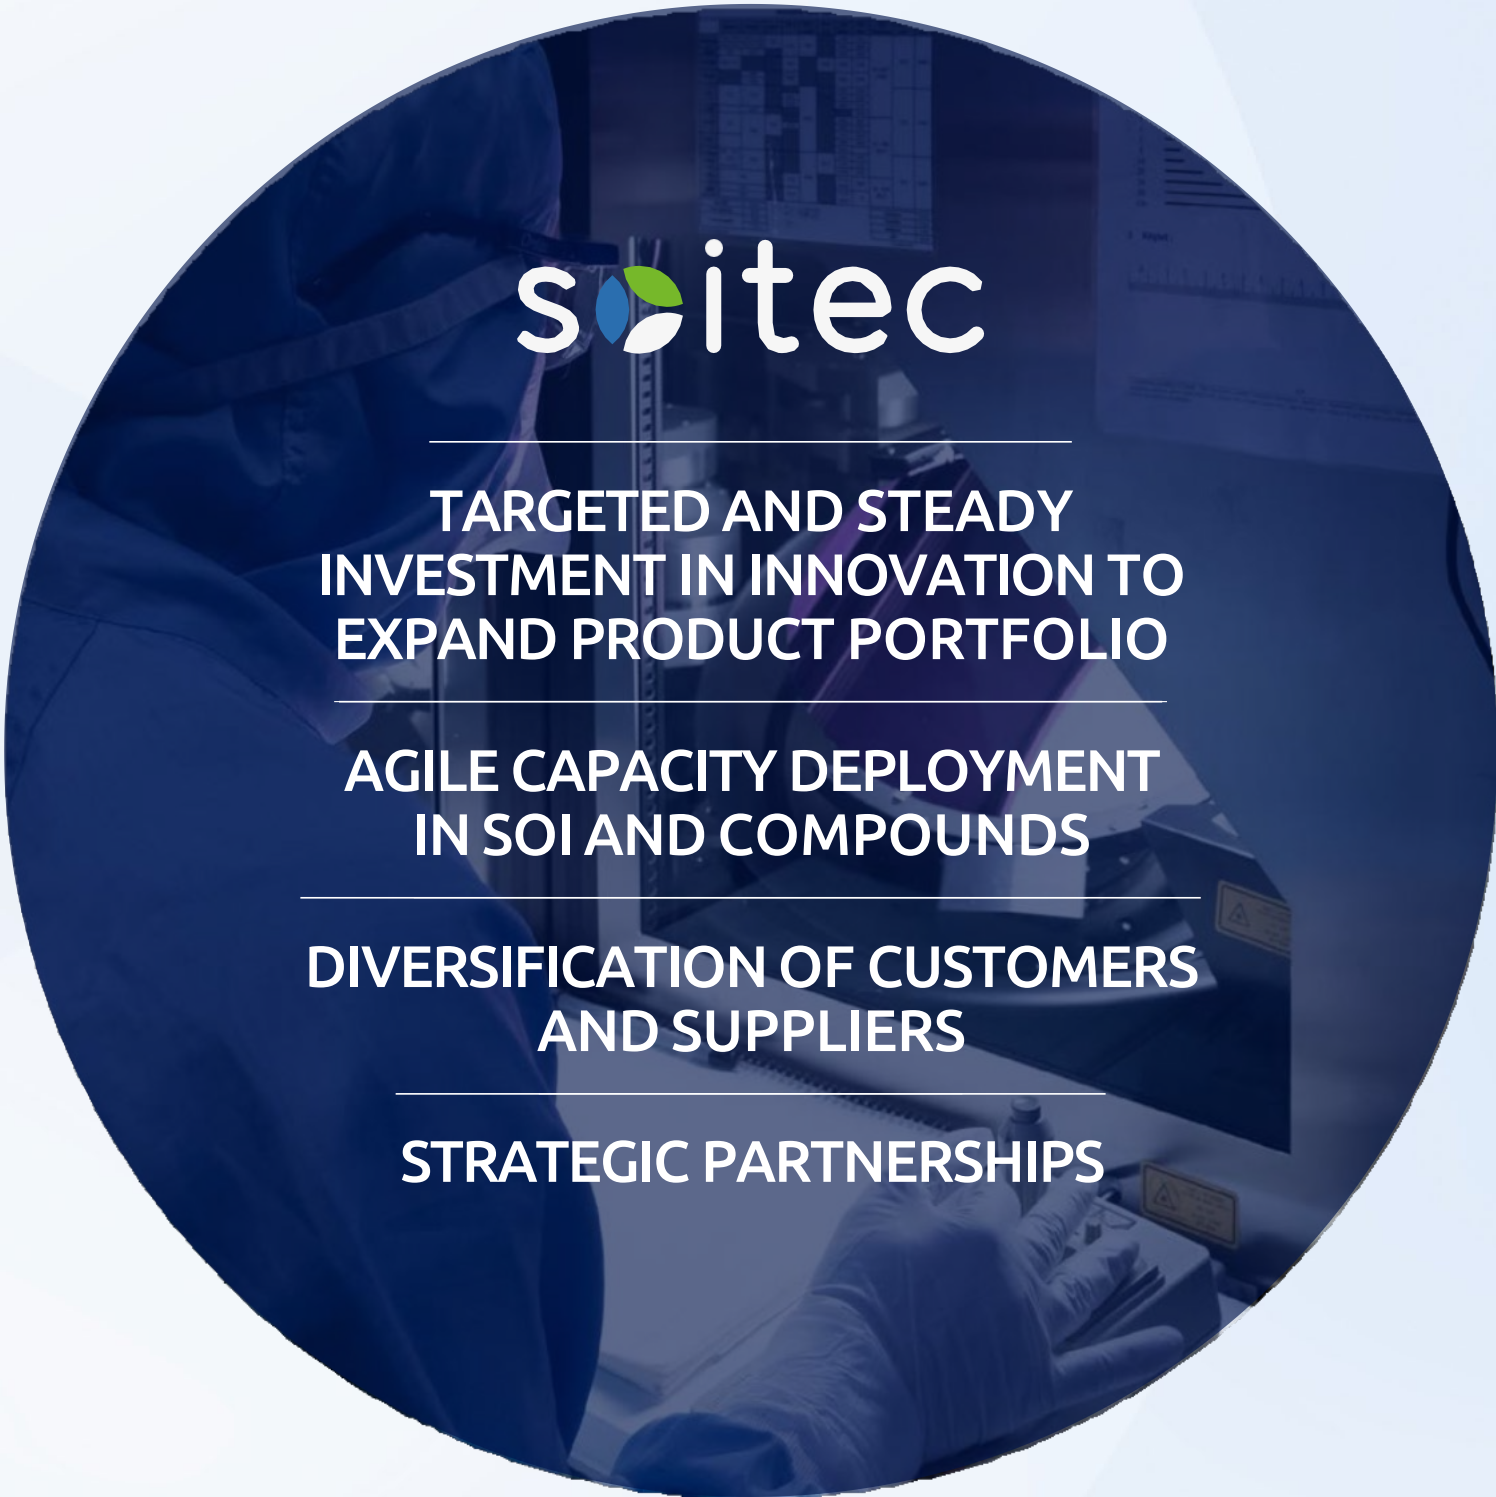 soitec
TARGETED AND STEADY
INVESTMENT IN INNOVATION TO
EXPAND PRODUCT PORTFOLIO
AGILE CAPACITY DEPLOYMENT
IN SOI AND COMPOUNDS
DIVERSIFICATION OF CUSTOMERS
AND SUPPLIERS
STRATEGIC PARTNERSHIPS